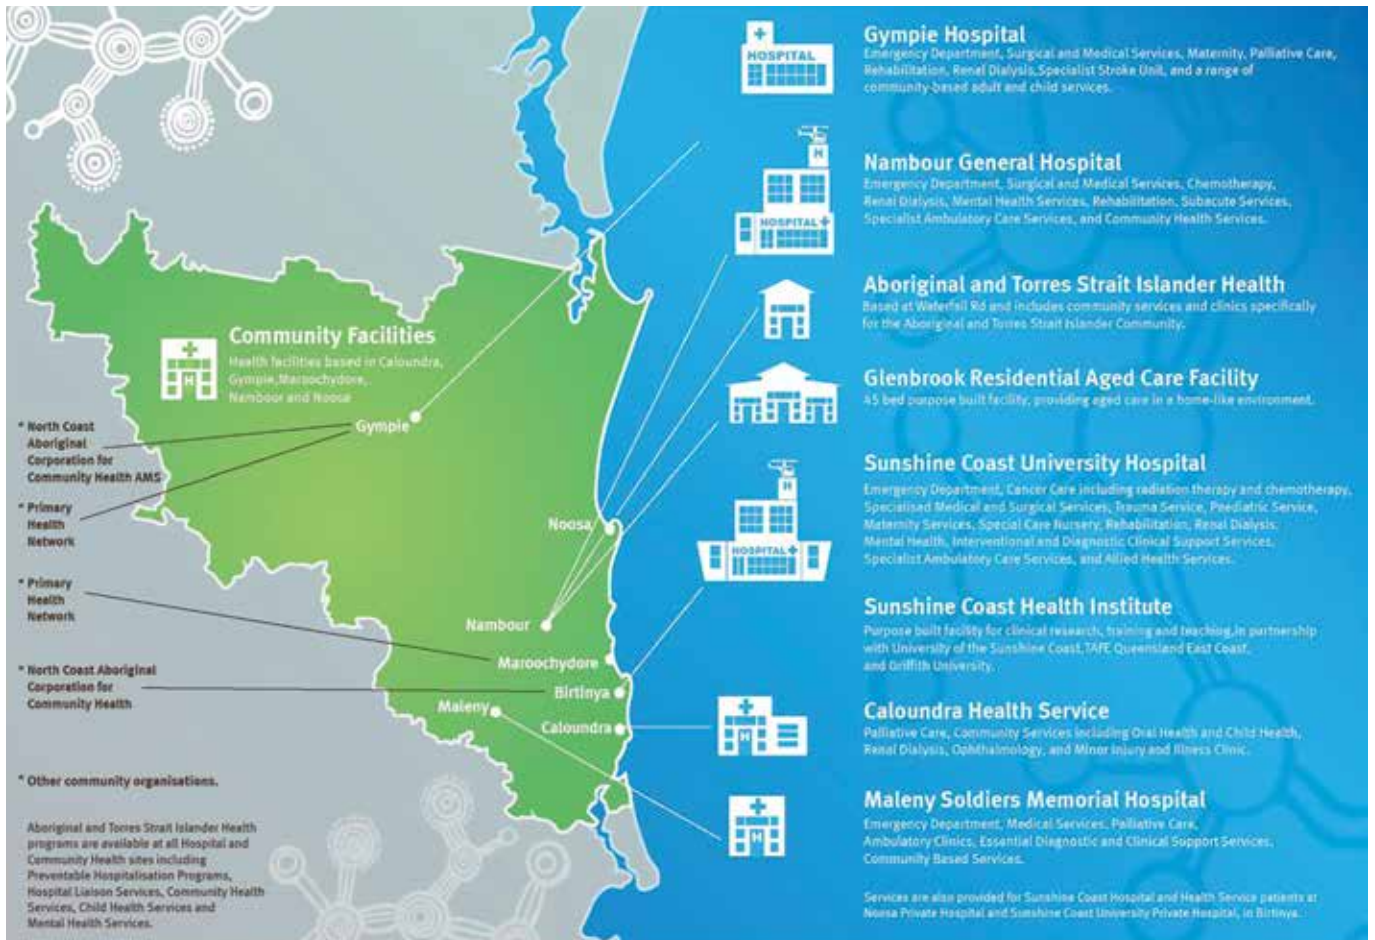 HOSPITAL
Gympie Hospital
Emergency Department, Surgical and Medical Services, Maternity, Palliative Care,
Rehabilitation, Renal Dialysis, Specialist Stroke Unit, and a range of
community-based adult and child services.
H
HOSPITAL
Nambour General Hospital
Emergency Department, Surgical and Medical Services, Chemotherapy,
Renal Dialysis, Mental Health Services, Rehabilitation, Subacute Services,
Specialist Ambulatory Care Services, and Community Health Services.
Aboriginal and Torres Strait Islander Health
Based at Waterfall Rd and includes community services and clinics specifically
for the Aboriginal and Torres Strait Islander Community.
Glenbrook Residential Aged Care Facility
45 bed purpose built facility, providing aged care in a home-like environment.
H
HOSPITAL
Sunshine Coast University Hospital
Emergency Department, Cancer Care including radiation therapy and chemotherapy,
Specialised Medical and Surgical Services, Trauma Service, Paediatric Service,
Maternity Services, Special Care Nursery, Rehabilitation, Renal Dialysis,
Mental Health, Interventional and Diagnostic Clinical Support Services,
Specialist Ambulatory Care Services, and Allied Health Services.
Sunshine Coast Health Institute
Purpose built facility for clinical research, training and teaching, in partnership
with University of the Sunshine Coast, TAFE Queensland East Coast,
and Griffith University.
H
Caloundra Health Service
Palliative Care, Community Services including Oral Health and Child Health,
Renal Dialysis, Ophthalmology, and Minor Injury and Illness Clinic.
H
Maleny Soldiers Memorial Hospital
Emergency Department, Medical Services, Palliative Care,
Ambulatory Clinics, Essential Diagnostic and Clinical Support Services,
Community Based Services.
Services are also provided for Sunshine Coast Hospital and Health Service patients at
Noosa Private Hospital and Sunshine Coast University Private Hospital, in Birtinya.
H
Community Facilities
Health facilities based in Caloundra,
Gympie, Maroochydore,
Nambour and Noosa
Gympie
Noosa
Nambour
Maroochydore
Birtinya
Maleny
Caloundra
* North Coast
Aboriginal
Corporation for
Community Health AMS
* Primary
Health
Network
* Primary
Health
Network
* North Coast Aboriginal
Corporation for
Community Health
* Other community organisations.
Aboriginal and Torres Strait Islander Health
programs are available at all Hospital and
Community Health sites including
Preventable Hospitalisation Programs,
Hospital Liaison Services, Community Health
Services, Child Health Services and
Mental Health Services.